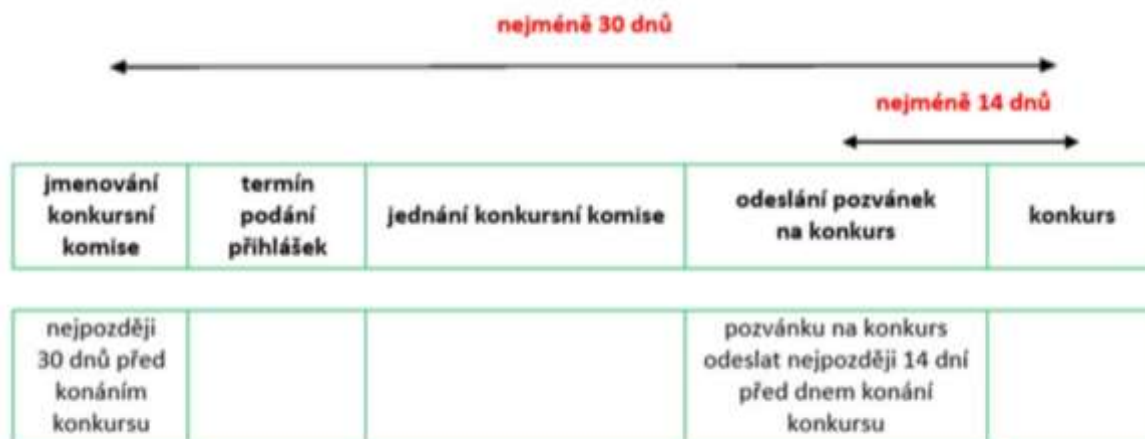 nejméně 30 dnů
nejméně 14 dnů
jmenování
konkursní
komise
termín
podání
přihlášek
jednání konkursní komise
odeslání pozvánek
na konkurs
konkurs
nejpozději
30 dnů před
konáním
konkursu
pozvánku na konkurs
odeslat nejpozději 14 dní
před dnem konání
konkursu